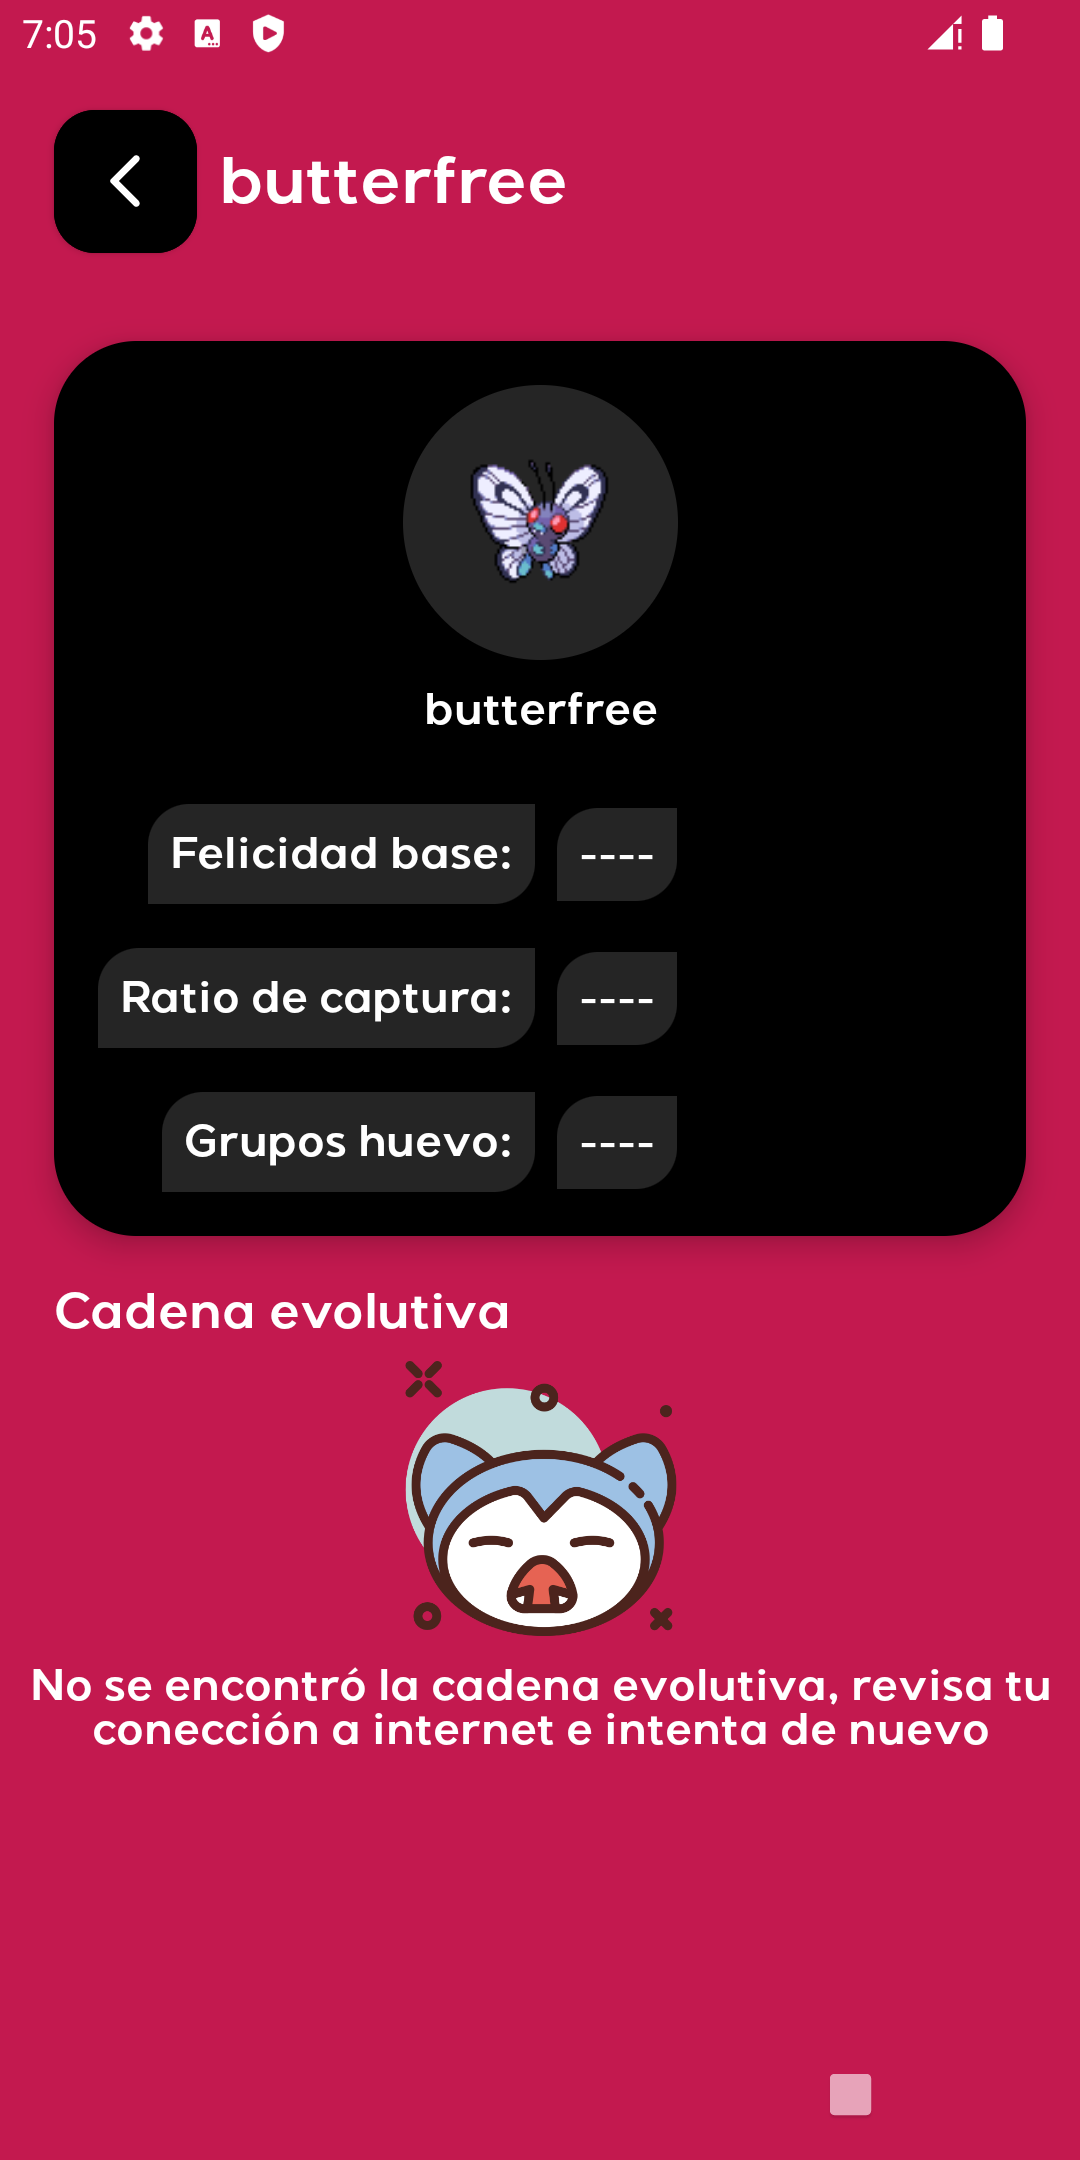 7:05
butterfree
butterfree
Felicidad base: ----
Ratio de captura: ----
Grupos huevo: ----
Cadena evolutiva
No se encontró la cadena evolutiva, revisa tu
conección a internet e intenta de nuevo